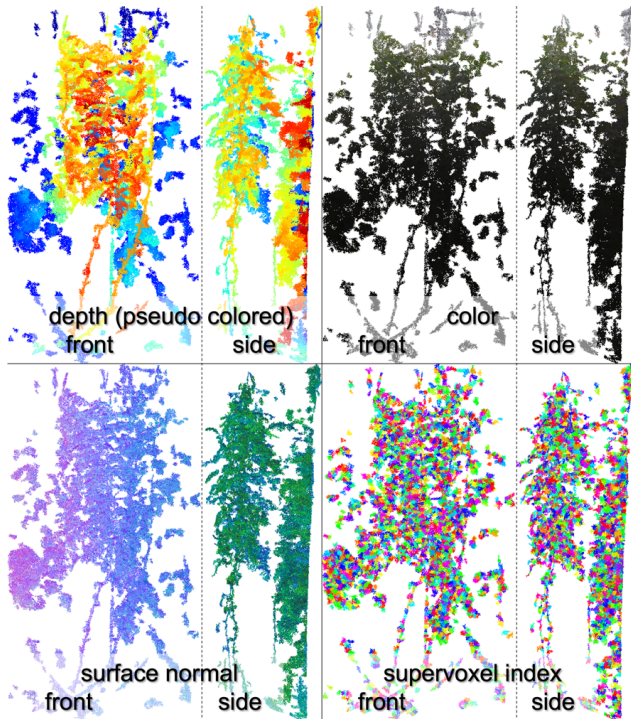 depth (pseudo colored)
front
side
color
front
side
surface normal
front
side
supervoxel index
front
side